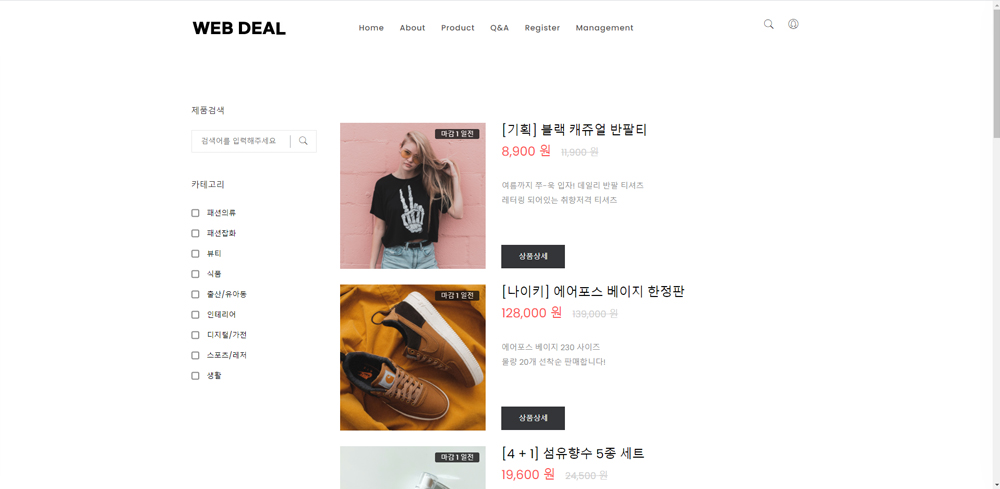 WEB DEAL
Home About Product Q&A Register Management
제품검색
검색어를 입력해주세요
카테고리
패션의류
패션잡화
뷰티
식품
출산/유아동
인테리어
디지털/가전
스포츠/레저
생활
마감 1 일전
[기획] 블랙 캐쥬얼 반팔티
8,900 원 11,900 원
여름까지 쭈-욱 입자! 데일리 반팔 티셔츠
레터링 되어있는 취향저격 티셔츠
상품상세
마감 1 일전
[나이키] 에어포스 베이지 한정판
128,000 원 139,000 원
에어포스 베이지 230 사이즈
물량 20개 선착순 판매합니다!
상품상세
마감 1 일전
[4 + 1] 섬유향수 5종 세트
19,600 원 24,500 원